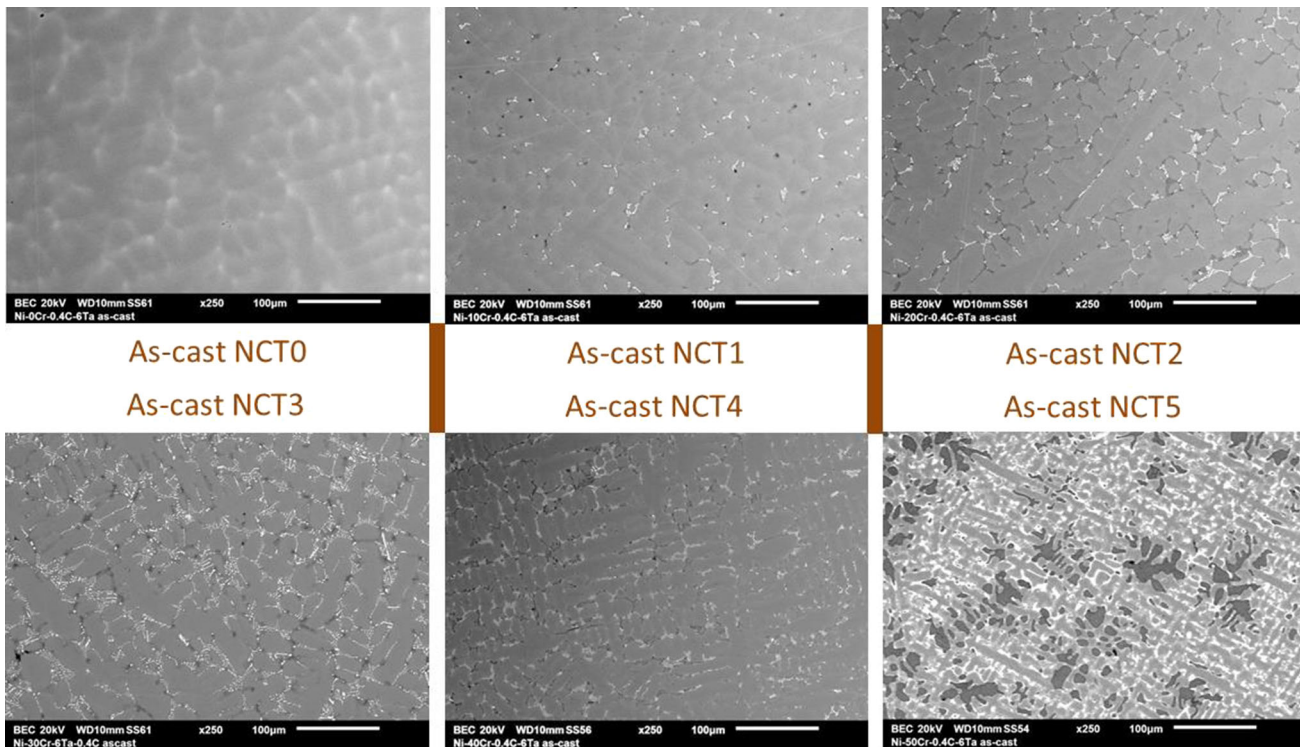 BEC 20kV WD10mm SS61 x250 100µm
Ni-0Cr-0.4C-6Ta as-cast
BEC 20kV WD10mm SS61 x250 100µm
Ni-10Cr-0.4C-6Ta as-cast
BEC 20kV WD10mm SS61 x250 100µm
Ni-20Cr-0.4C-6Ta as-cast
As-cast NCT0
As-cast NCT1
As-cast NCT2
As-cast NCT3
As-cast NCT4
As-cast NCT5
BEC 20kV WD10mm SS61 x250 100µm
Ni-30Cr-6Ta-0.4C ascast
BEC 20kV WD10mm SS56 x250 100µm
Ni-40Cr-0.4C-6Ta as-cast
BEC 20kV WD10mm SS54 x250 100µm
Ni-50Cr-0.4C-6Ta as-cast